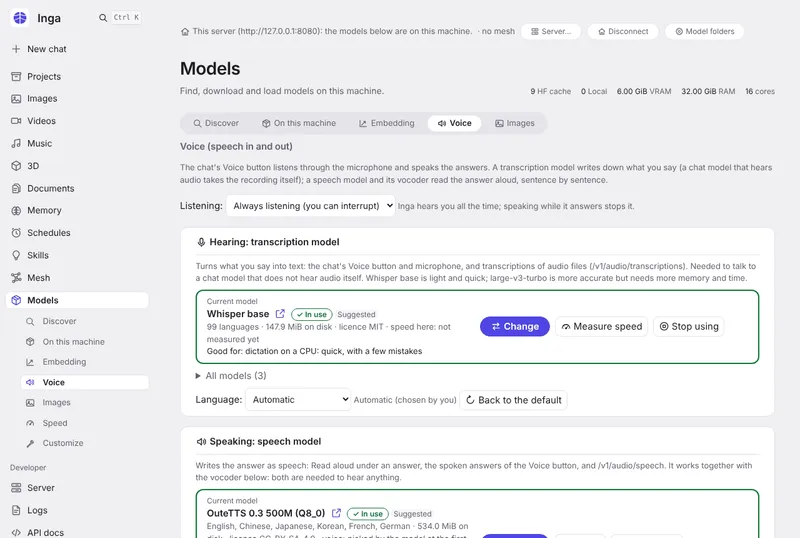 Inga
Ctrl K
New chat
Projects
Images
Videos
Music
3D
Documents
Memory
Schedules
Skills
Mesh
Models
Discover
On this machine
Embedding
Voice
Images
Speed
Customize
Developer
Server
Logs
API docs
This server (http://127.0.0.1:8080): the models below are on this machine. · no mesh
Server...
Disconnect
Model folders
Models
Find, download and load models on this machine.
9 HF cache 0 Local 6.00 GiB VRAM 32.00 GiB RAM 16 cores
Discover
On this machine
Embedding
Voice
Images
Voice (speech in and out)
The chat's Voice button listens through the microphone and speaks the answers. A transcription model writes down what you say (a chat model that hears
audio takes the recording itself); a speech model and its vocoder read the answer aloud, sentence by sentence.
Listening: Always listening (you can interrupt) Inga hears you all the time; speaking while it answers stops it.
Hearing: transcription model
Turns what you say into text: the chat's Voice button and microphone, and transcriptions of audio files (/v1/audio/transcriptions). Needed to talk to
a chat model that does not hear audio itself. Whisper base is light and quick; large-v3-turbo is more accurate but needs more memory and time.
Current model
Whisper base ✓ In use Suggested
99 languages · 147.9 MiB on disk · licence MIT · speed here: not
measured yet
Good for: dictation on a CPU: quick, with a few mistakes
Change
Measure speed
Stop using
All models (3)
Language: Automatic Automatic (chosen by you) Back to the default
Speaking: speech model
Writes the answer as speech: Read aloud under an answer, the spoken answers of the Voice button, and /v1/audio/speech. It works together with
the vocoder below: both are needed to hear anything.
Current model
OuteTTS 0.3 500M (Q8_0) ✓ In use Suggested
English, Chinese, Japanese, Korean, French, German · 534.0 MiB on